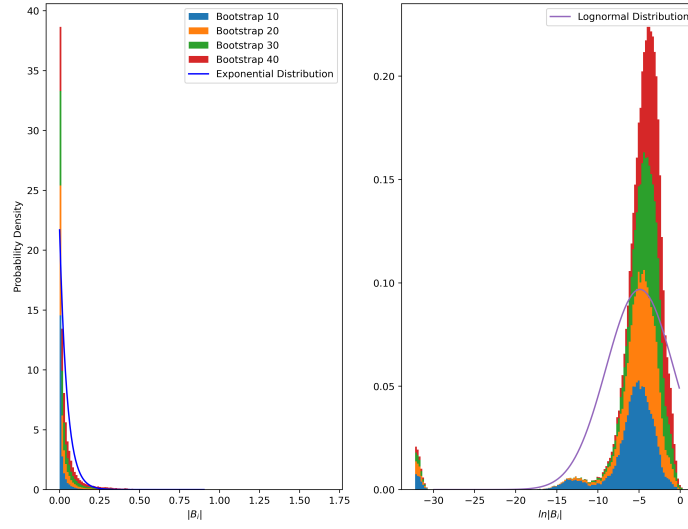 Bootstrap 10
Bootstrap 20
Bootstrap 30
Bootstrap 40
Exponential Distribution
Probability Density
40
35
30
25
20
15
10
5
0
0.00 0.25 0.50 0.75 1.00 1.25 1.50 1.75
|B_i|
Lognormal Distribution
0.20
0.15
0.10
0.05
0.00
−30 −25 −20 −15 −10 −5 0
ln|B_i|